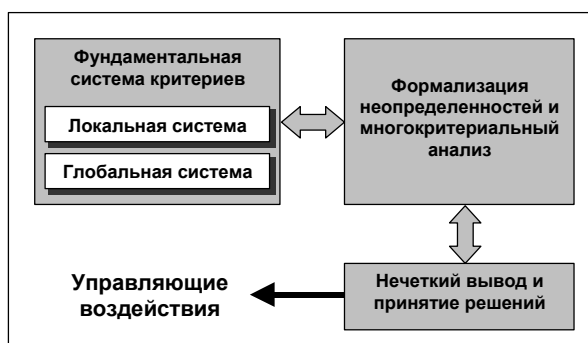 Фундаментальная
система критериев
Локальная система
Глобальная система
Формализация
неопределенностей и
многокритериальный
анализ
Нечеткий вывод и
принятие решений
Управляющие
воздействия